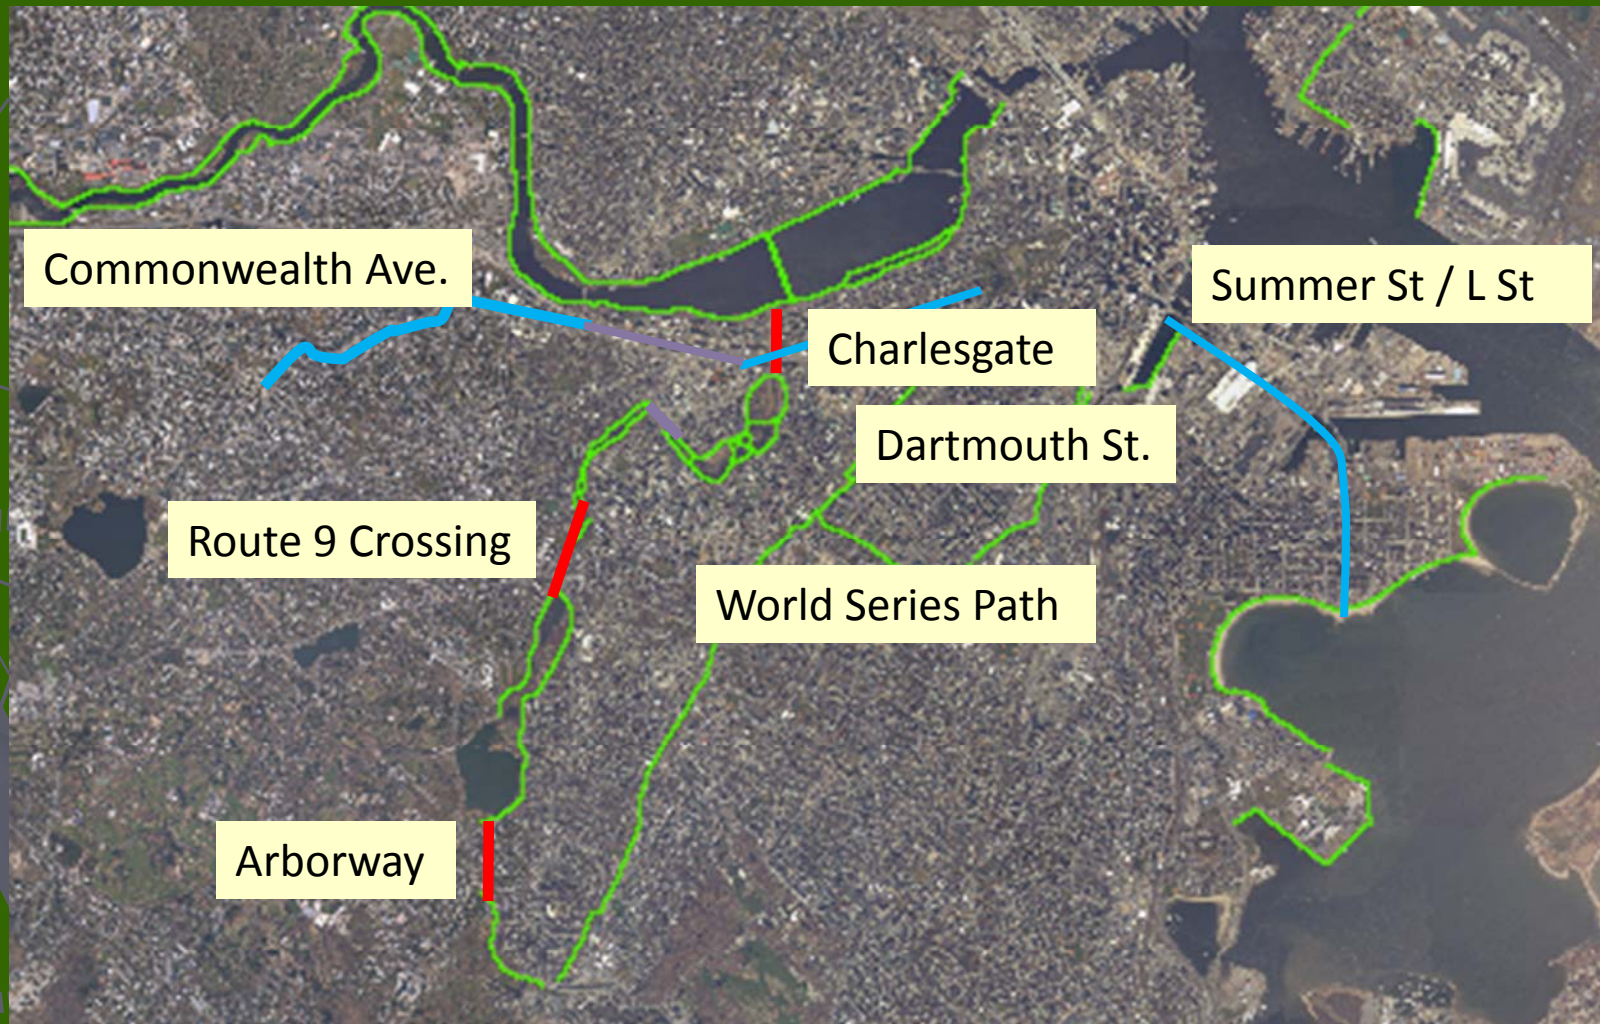 Commonwealth Ave.
Summer St / L St
Charlesgate
Dartmouth St.
Route 9 Crossing
World Series Path
Arborway